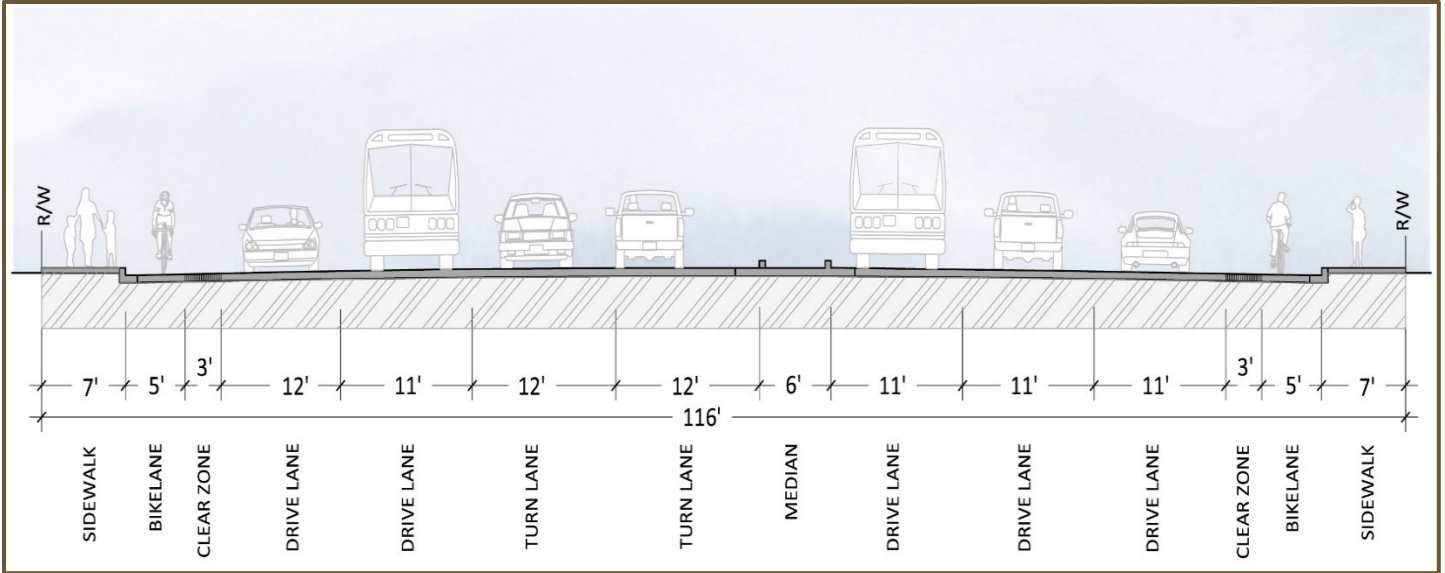 R/W
R/W
3' 3'
7' 5' 12' 11' 12' 12' 6' 11' 11' 11' 5' 7'
116'
SIDEWALK
BIKELANE
CLEAR ZONE
DRIVE LANE
DRIVE LANE
TURN LANE
TURN LANE
MEDIAN
DRIVE LANE
DRIVE LANE
DRIVE LANE
CLEAR ZONE
BIKELANE
SIDEWALK